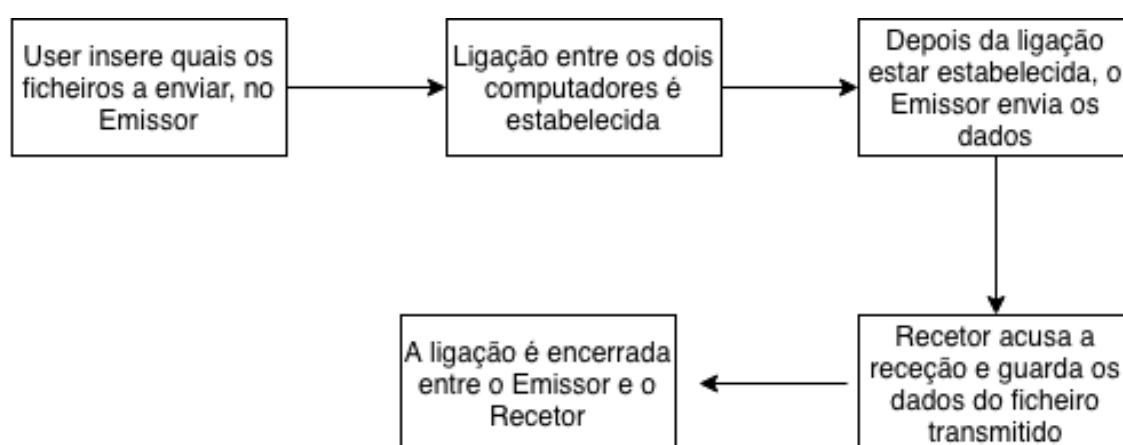 User insere quais os
ficheiros a enviar, no
Emissor
Ligação entre os dois
computadores é
estabelecida
Depois da ligação
estar estabelecida, o
Emissor envia os
dados
Recetor acusa a
receção e guarda os
dados do ficheiro
transmitido
A ligação é encerrada
entre o Emissor e o
Recetor